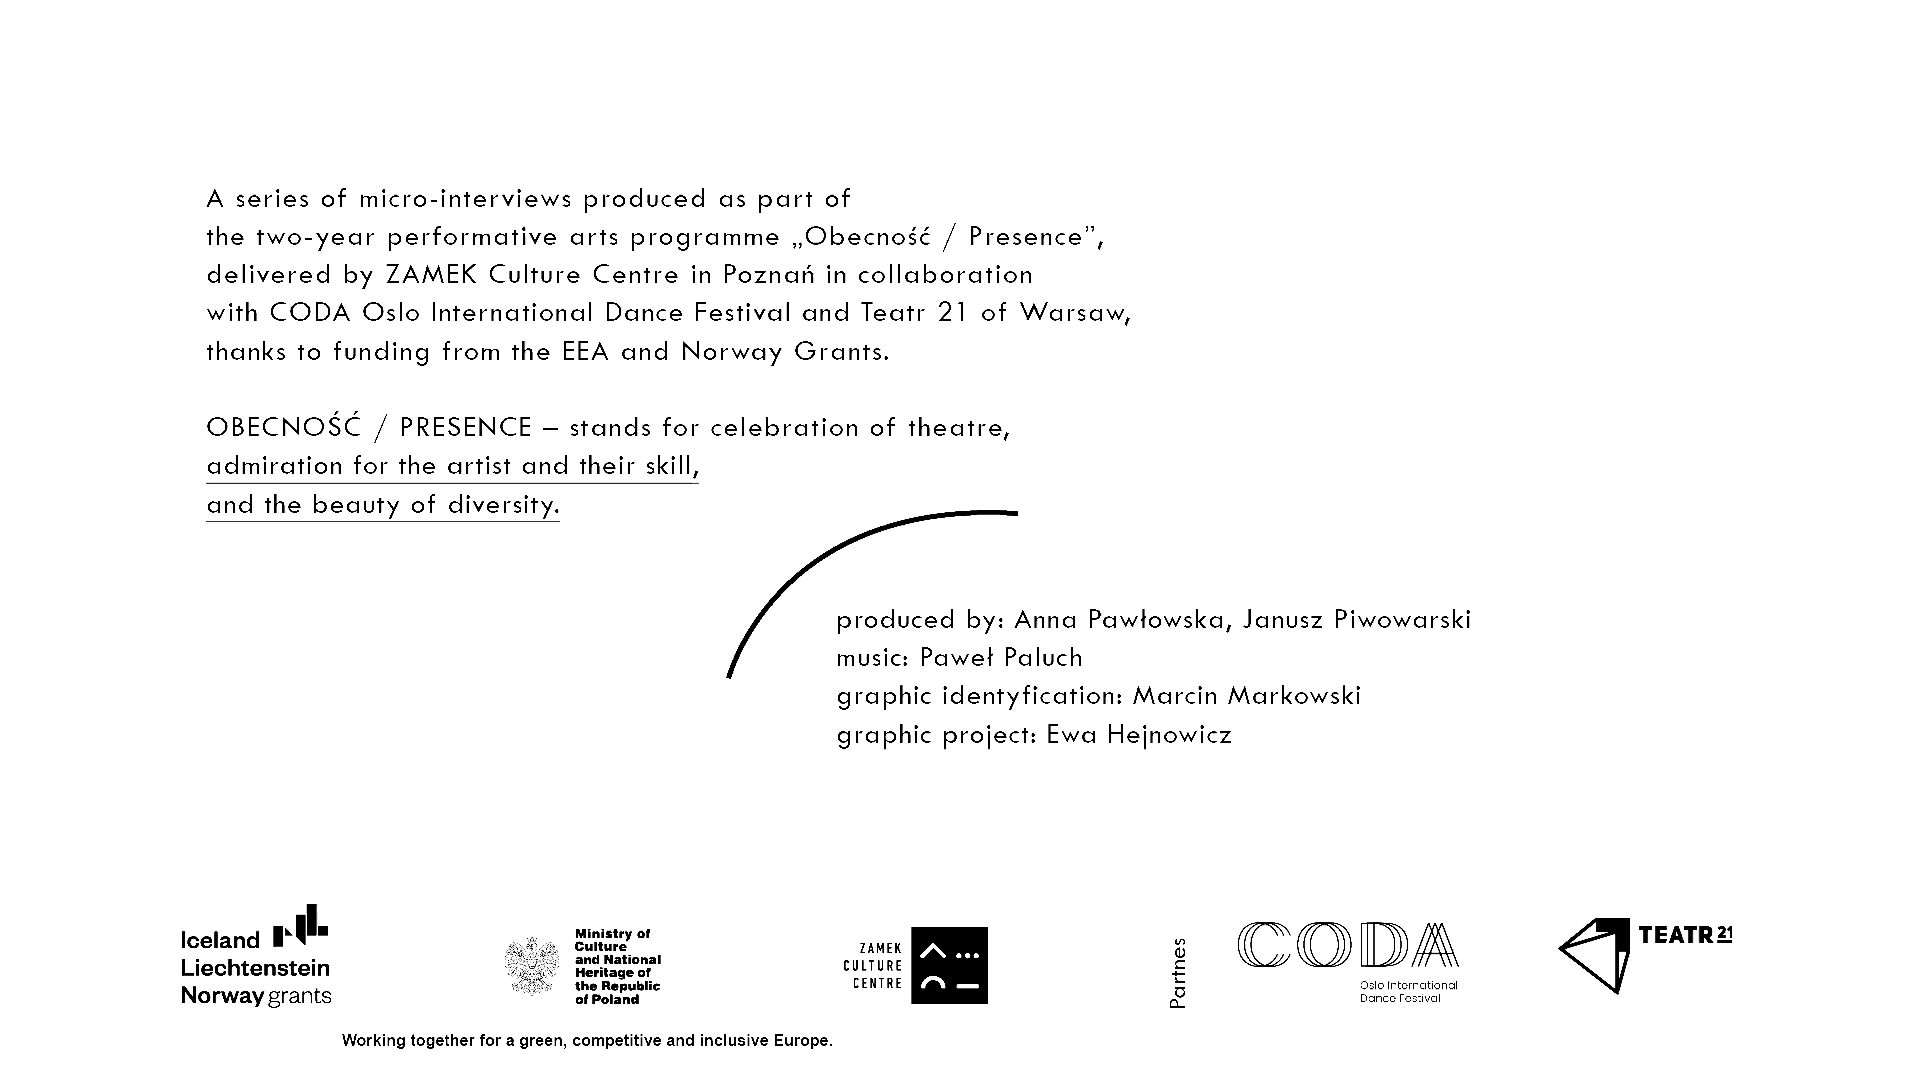 A series of micro-interviews produced as part of
the two-year performative arts programme „Obecność / Presence”,
delivered by ZAMEK Culture Centre in Poznań in collaboration
with CODA Oslo International Dance Festival and Teatr 21 of Warsaw,
thanks to funding from the EEA and Norway Grants.
OBECNOŚĆ / PRESENCE – stands for celebration of theatre,
admiration for the artist and their skill,
and the beauty of diversity.
produced by: Anna Pawłowska, Janusz Piwowarski
music: Paweł Paluch
graphic identyfication: Marcin Markowski
graphic project: Ewa Hejnowicz
Iceland
Liechtenstein
Norway grants
Ministry of
Culture
and National
Heritage of
the Republic
of Poland
ZAMEK
CULTURE
CENTRE
Partnes
CODA
Oslo International
Dance Festival
TEATR 21
Working together for a green, competitive and inclusive Europe.